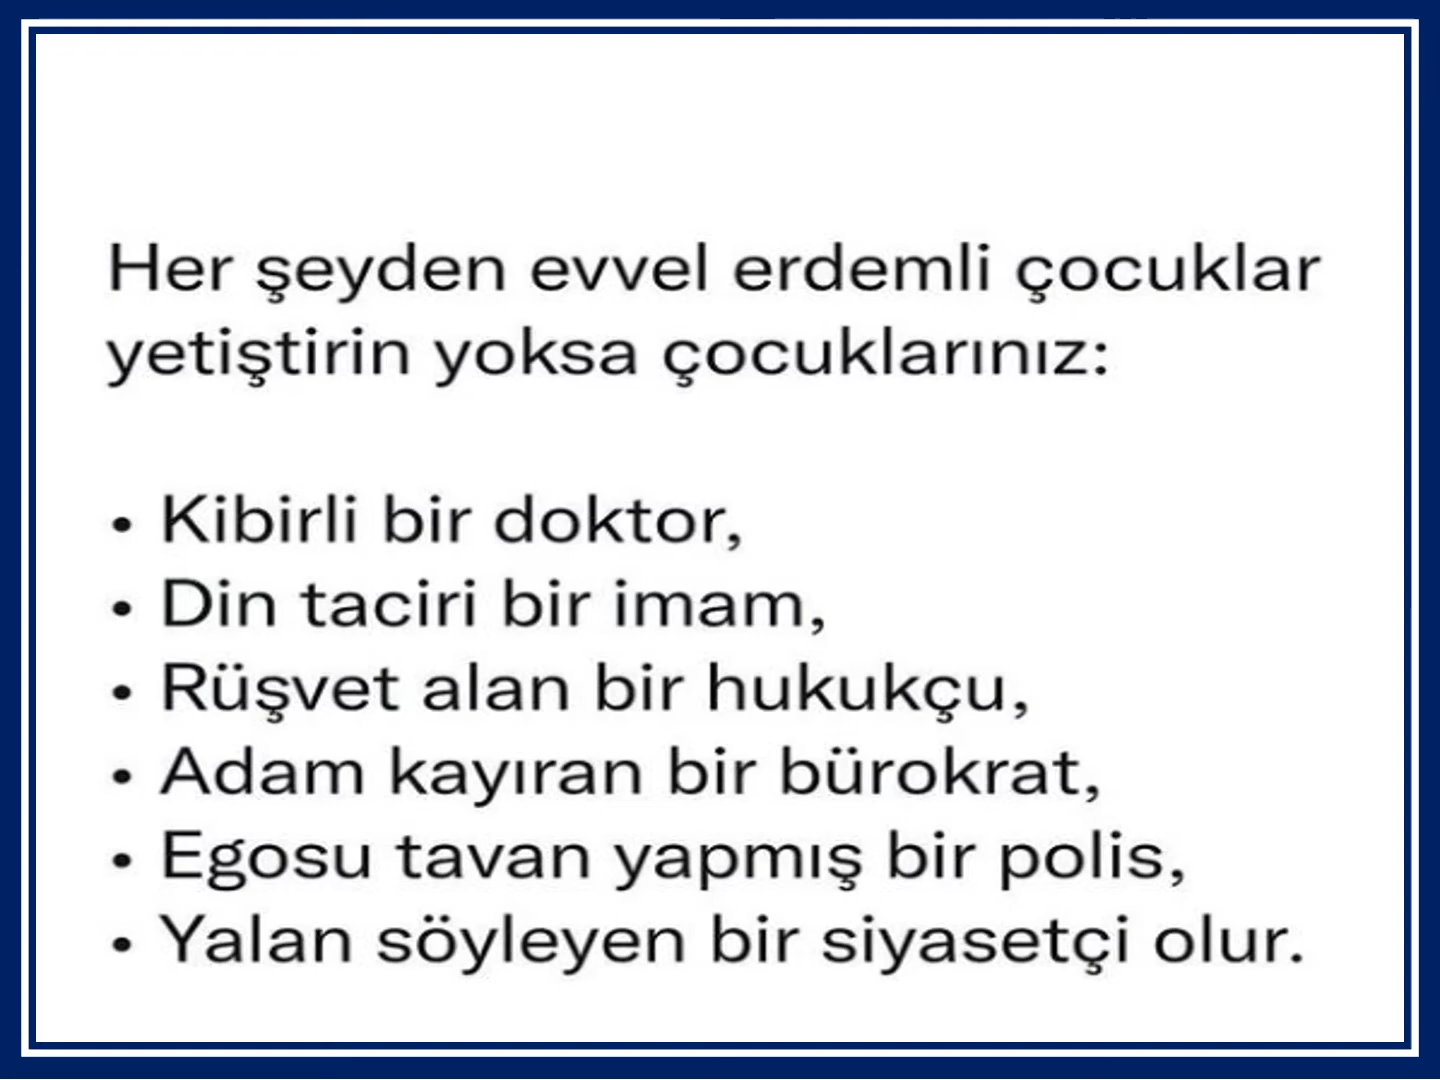 Her şeyden evvel erdemli çocuklar
yetiştirin yoksa çocuklarınız:
• Kibirli bir doktor,
• Din taciri bir imam,
• Rüşvet alan bir hukukçu,
• Adam kayıran bir bürokrat,
• Egosu tavan yapmış bir polis,
• Yalan söyleyen bir siyasetçi olur.